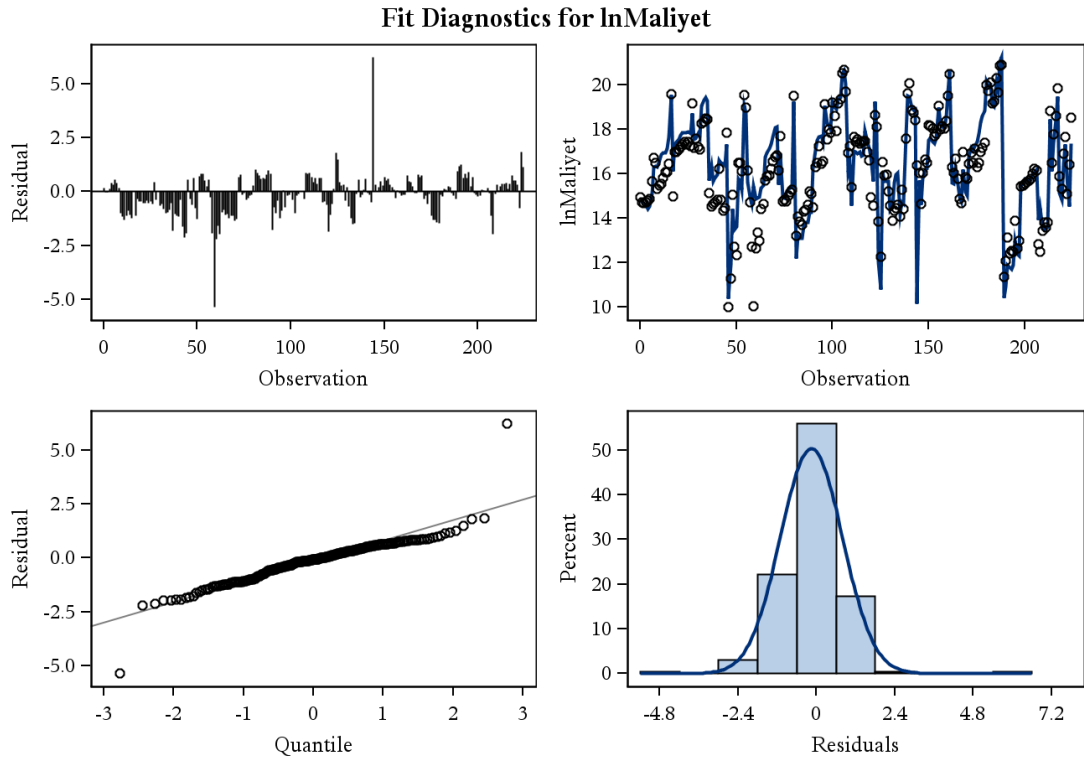 Fit Diagnostics for lnMaliyet
Residual
5.0
2.5
0.0
-2.5
-5.0
0 50 100 150 200
Observation
lnMaliyet
20
18
16
14
12
10
0 50 100 150 200
Observation
Residual
5.0
2.5
0.0
-2.5
-5.0
-3 -2 -1 0 1 2 3
Quantile
Percent
50
40
30
20
10
0
-4.8 -2.4 0 2.4 4.8 7.2
Residuals